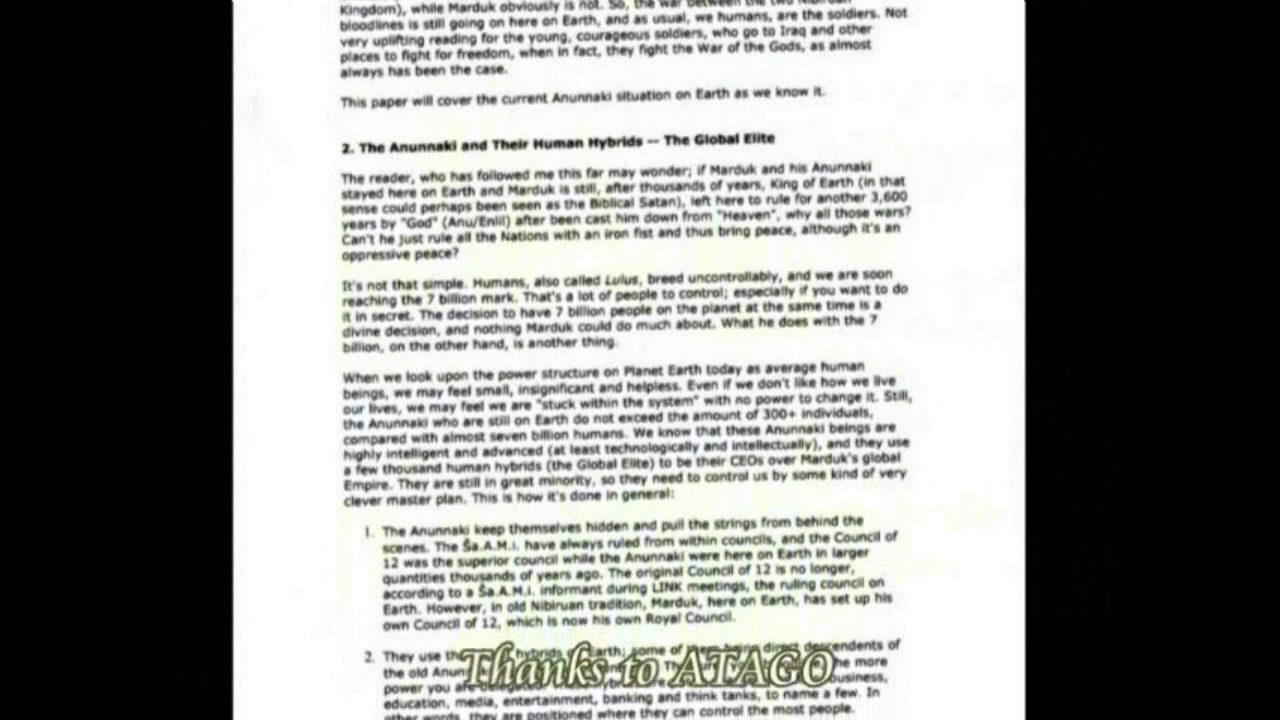 Kingdom), while Marduk obviously is not. So, the war between the two Nibiruan
bloodlines is still going on here on Earth, and as usual, we humans, are the soldiers. Not
very uplifting reading for the young, courageous soldiers, who go to Iraq and other
places to fight for freedom, when in fact, they fight the War of the Gods, as almost
always has been the case.
This paper will cover the current Anunnaki situation on Earth as we know it.
2. The Anunnaki and Their Human Hybrids -- The Global Elite
The reader, who has followed me this far may wonder; if Marduk and his Anunnaki
stayed here on Earth and Marduk is still, after thousands of years, King of Earth (in that
sense could perhaps been seen as the Biblical Satan), left here to rule for another 3,600
years by "God" (Anu/Enlil) after been cast him down from "Heaven", why all those wars?
Can't he just rule all the Nations with an iron fist and thus bring peace, although it's an
oppressive peace?
It's not that simple. Humans, also called Lulus, breed uncontrollably, and we are soon
reaching the 7 billion mark. That's a lot of people to control; especially if you want to do
it in secret. The decision to have 7 billion people on the planet at the same time is a
divine decision, and nothing Marduk could do much about. What he does with the 7
billion, on the other hand, is another thing.
When we look upon the power structure on Planet Earth today as average human
beings, we may feel small, insignificant and helpless. Even if we don't like how we live
our lives, we may feel we are "stuck within the system" with no power to change it. Still,
the Anunnaki who are still on Earth do not exceed the amount of 300+ individuals,
compared with almost seven billion humans. We know that these Anunnaki beings are
highly intelligent and advanced (at least technologically and intellectually), and they use
a few thousand human hybrids (the Global Elite) to be their CEOs over Marduk's global
Empire. They are still in great minority, so they need to control us by some kind of very
clever master plan. This is how it's done in general:
1. The Anunnaki keep themselves hidden and pull the strings from behind the
scenes. The Ša.A.M.i. have always ruled from within councils, and the Council of
12 was the superior council while the Anunnaki were here on Earth in larger
quantities thousands of years ago. The original Council of 12 is no longer,
according to a Ša.A.M.i. informant during LINK meetings, the ruling council on
Earth. However, in old Nibiruan tradition, Marduk, here on Earth, has set up his
own Council of 12, which is now his own Royal Council.
2. They use hybrids Earth; some of direct descendents of
the old more
power you are business,
education, media, entertainment, banking and think tanks, to name a few. In
other words, they are positioned where they can control the most people.
Thanks to ATAGO